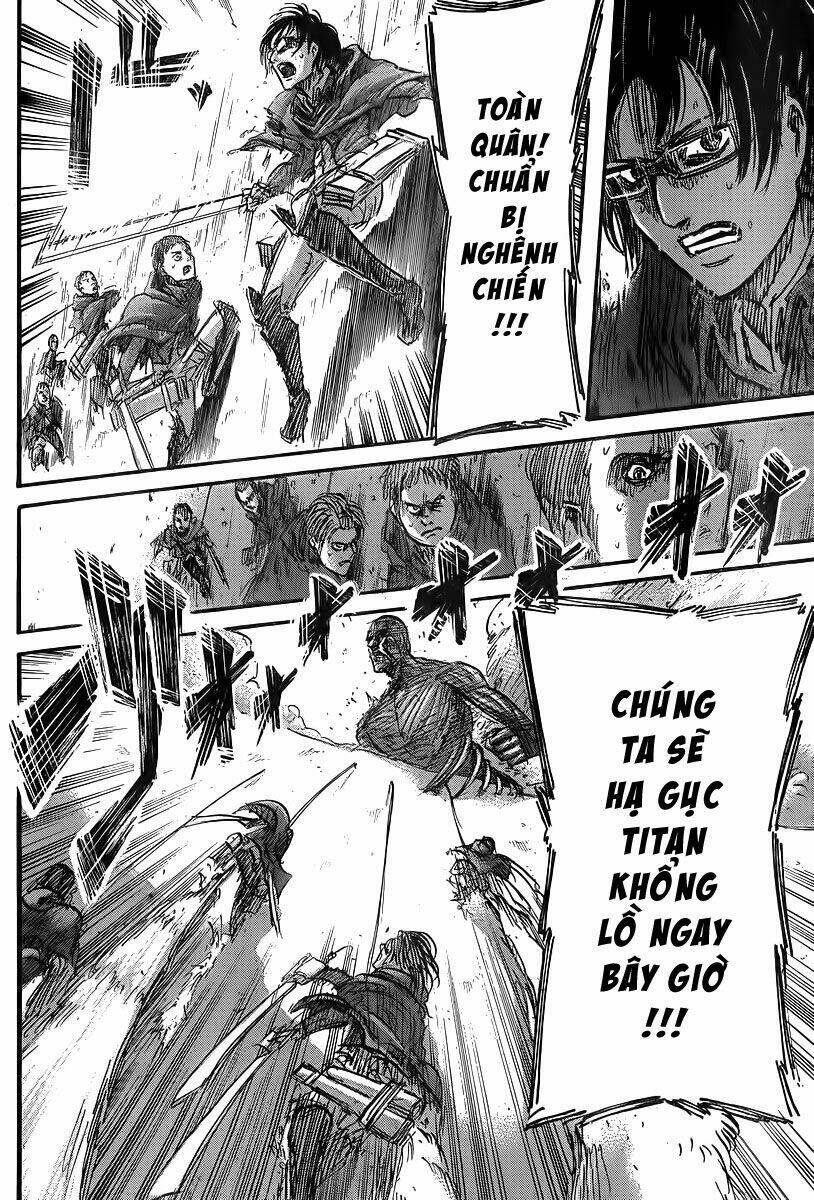 TOÀN
QUÂN!
CHUẨN
BỊ
NGHÊNH
CHIẾN
!!!
CHÚNG
TA SẼ
HẠ GỤC
TITAN
KHỔNG
LỒ NGAY
BÂY GIỜ
!!!